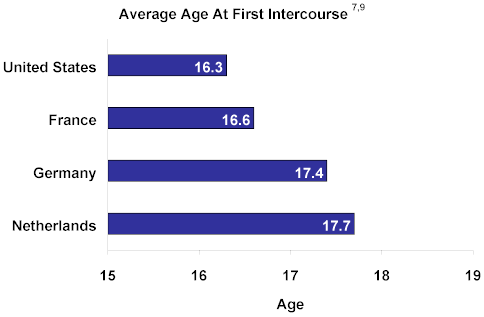 Average Age At First Intercourse 7,9
United States 16.3
France 16.6
Germany 17.4
Netherlands 17.7
15 16 17 18 19
Age